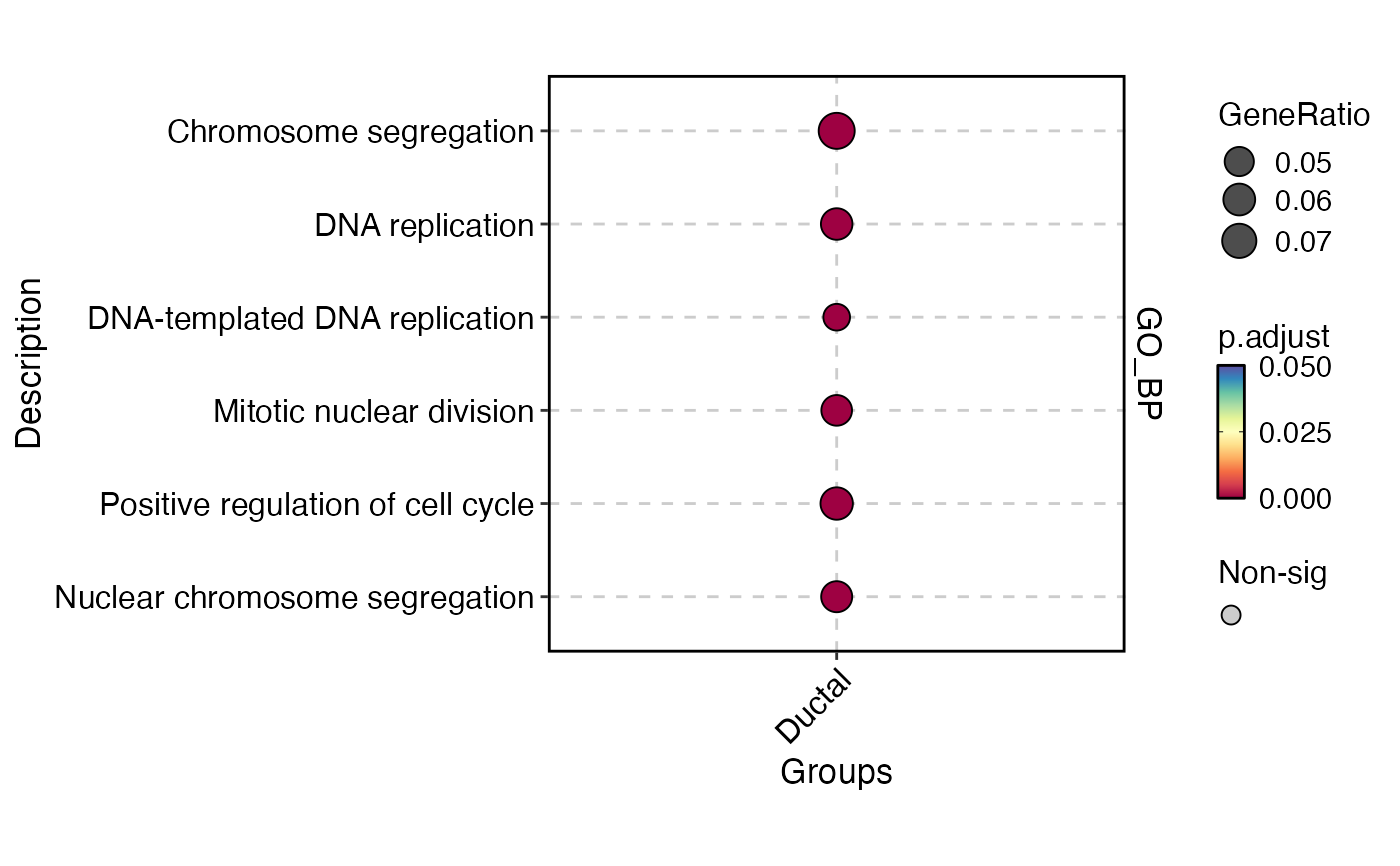 Description
Chromosome segregation
DNA replication
DNA-templated DNA replication
Mitotic nuclear division
Positive regulation of cell cycle
Nuclear chromosome segregation
Ductal
Groups
GO_BP
GeneRatio
0.05
0.06
0.07
p.adjust
0.050
0.025
0.000
Non-sig